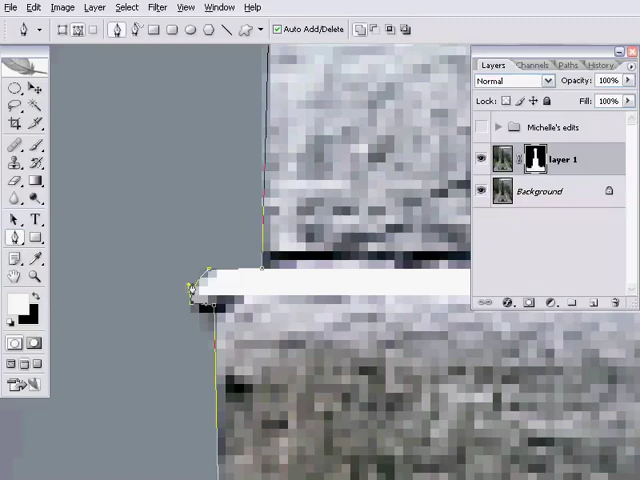 File Edit Image Layer Select Filter View Window Help
Auto Add/Delete
Layers Channels Paths History
Normal Opacity: 100%
Lock: Fill: 100%
Michelle's edits
layer 1
Background
T